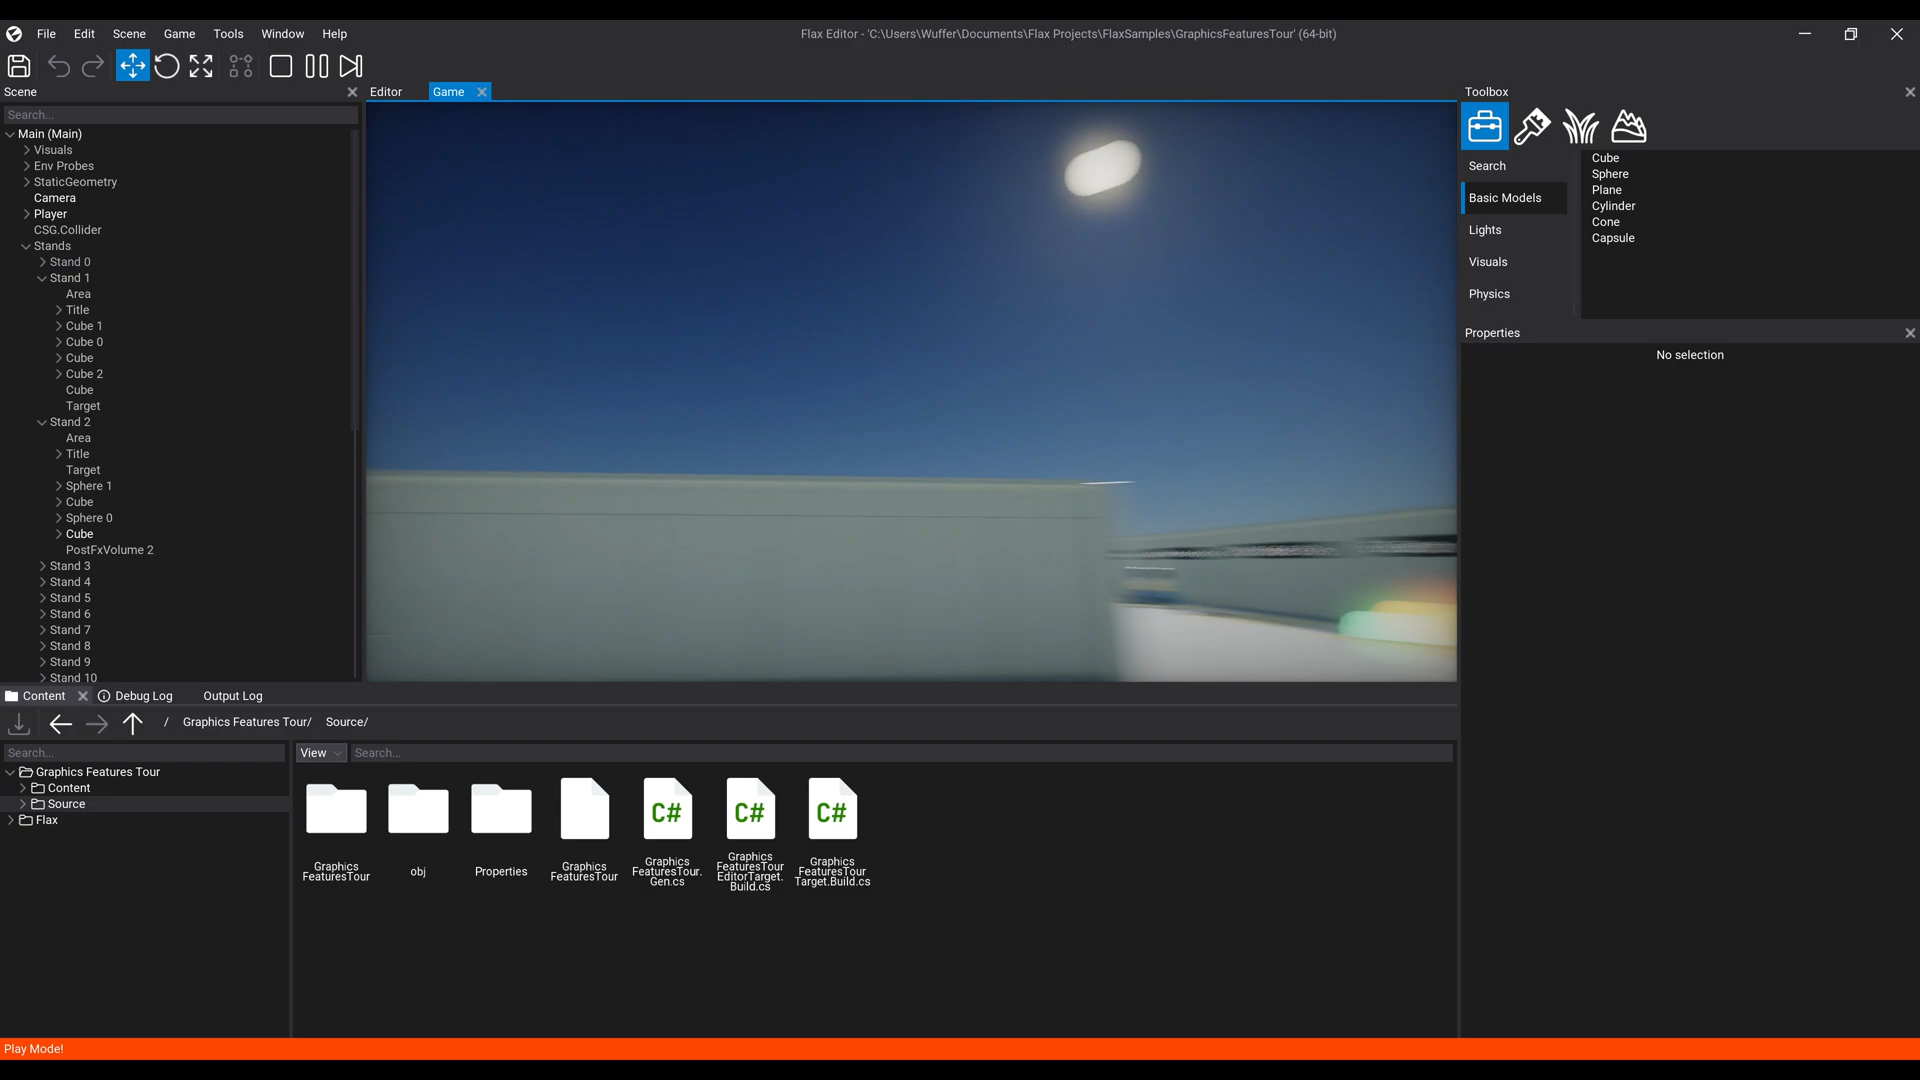 File Edit Scene Game Tools Window Help
Flax Editor - 'C:\Users\Wuffer\Documents\Flax Projects\FlaxSamples\GraphicsFeaturesTour' (64-bit)
Scene
Search...
Main (Main)
Visuals
Env Probes
StaticGeometry
Camera
Player
CSG.Collider
Stands
Stand 0
Stand 1
Area
Title
Cube 1
Cube 0
Cube
Cube 2
Cube
Target
Stand 2
Area
Title
Target
Sphere 1
Cube
Sphere 0
Cube
PostFxVolume 2
Stand 3
Stand 4
Stand 5
Stand 6
Stand 7
Stand 8
Stand 9
Stand 10
Editor Game
Toolbox
Search
Basic Models
Lights
Visuals
Physics
Cube
Sphere
Plane
Cylinder
Cone
Capsule
Properties
No selection
Content Debug Log Output Log
/ Graphics Features Tour/ Source/
Search...
Graphics Features Tour
Content
Source
Flax
View Search...
Graphics
FeaturesTour
obj
Properties
Graphics
FeaturesTour
C#
Graphics
FeaturesTour.
Gen.cs
C#
Graphics
FeaturesTour
EditorTarget.
Build.cs
C#
Graphics
FeaturesTour
Target.Build.cs
Play Mode!